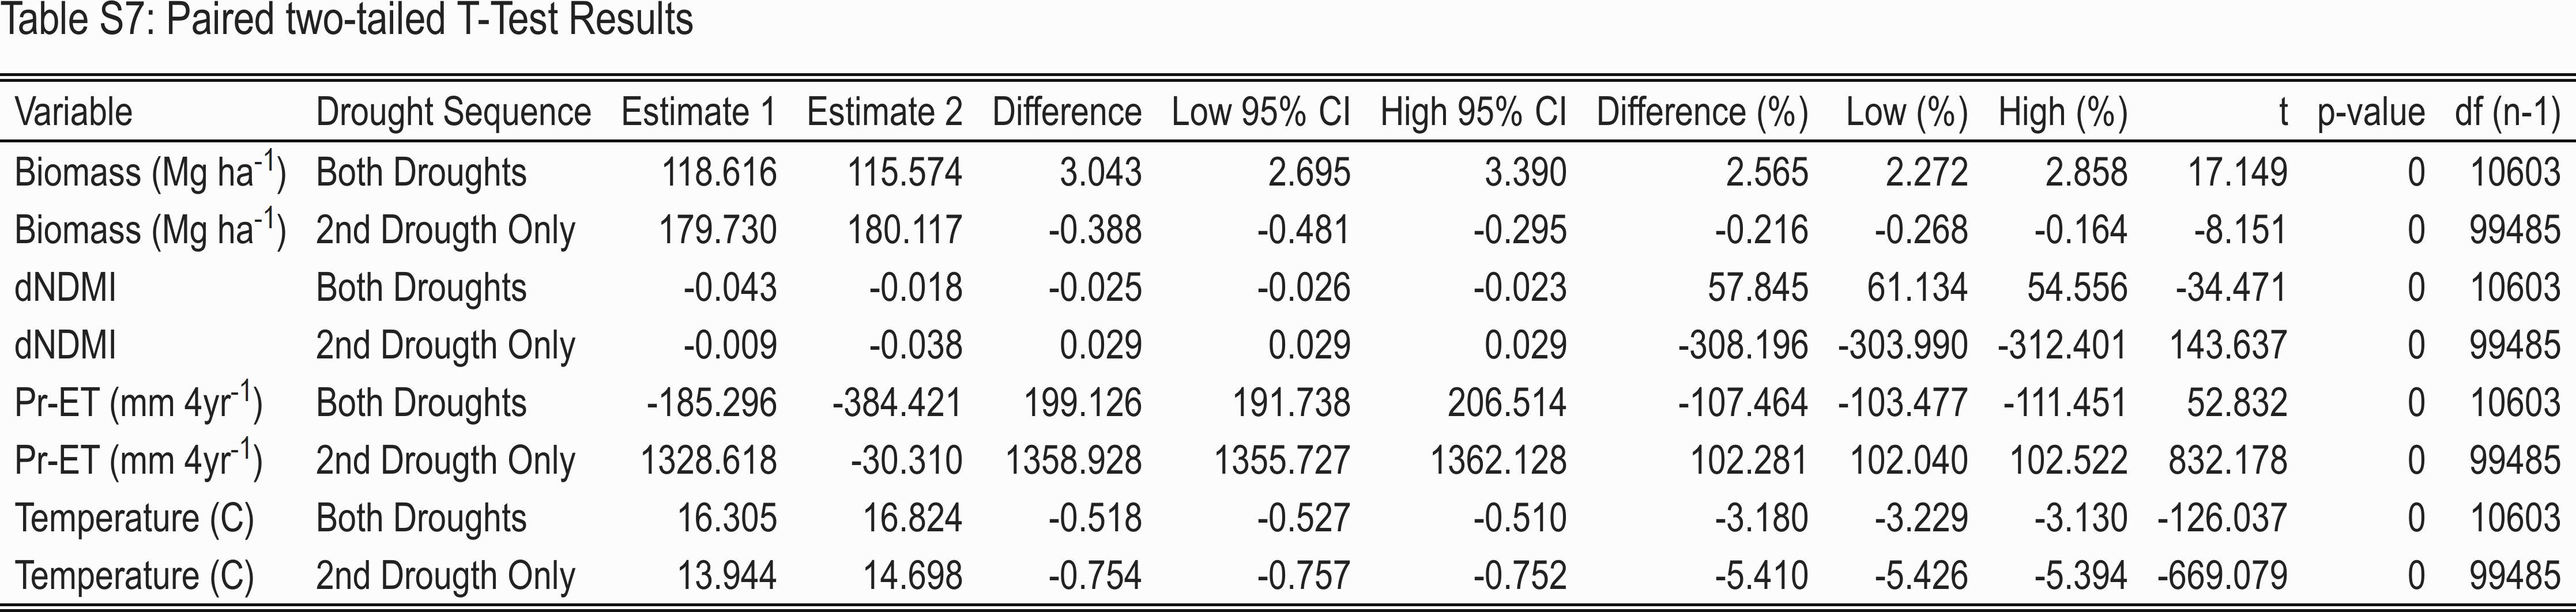 Table S7: Paired two-tailed T-Test Results
Variable Drought Sequence Estimate 1 Estimate 2 Difference Low 95% CI High 95% CI Difference (%) Low (%) High (%) t p-value df (n-1)
Biomass (Mg ha⁻¹) Both Droughts 118.616 115.574 3.043 2.695 3.390 2.565 2.272 2.858 17.149 0 10603
Biomass (Mg ha⁻¹) 2nd Drougth Only 179.730 180.117 -0.388 -0.481 -0.295 -0.216 -0.268 -0.164 -8.151 0 99485
dNDMI Both Droughts -0.043 -0.018 -0.025 -0.026 -0.023 57.845 61.134 54.556 -34.471 0 10603
dNDMI 2nd Drougth Only -0.009 -0.038 0.029 0.029 0.029 -308.196 -303.990 -312.401 143.637 0 99485
Pr-ET (mm 4yr⁻¹) Both Droughts -185.296 -384.421 199.126 191.738 206.514 -107.464 -103.477 -111.451 52.832 0 10603
Pr-ET (mm 4yr⁻¹) 2nd Drougth Only 1328.618 -30.310 1358.928 1355.727 1362.128 102.281 102.040 102.522 832.178 0 99485
Temperature (C) Both Droughts 16.305 16.824 -0.518 -0.527 -0.510 -3.180 -3.229 -3.130 -126.037 0 10603
Temperature (C) 2nd Drougth Only 13.944 14.698 -0.754 -0.757 -0.752 -5.410 -5.426 -5.394 -669.079 0 99485